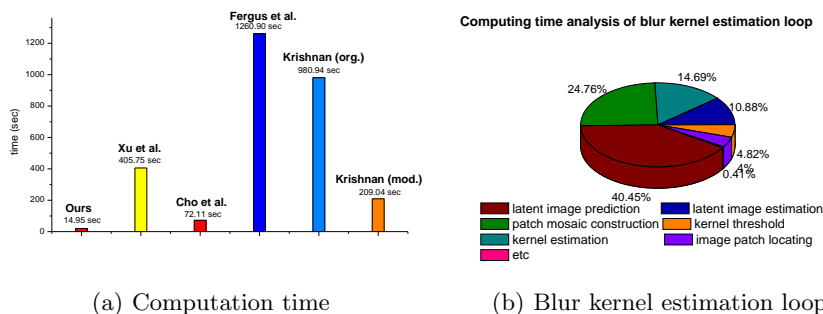 Fergus et al.
1260.90 sec
Krishnan (org.)
980.94 sec
Xu et al.
405.75 sec
Krishnan (mod.)
209.04 sec
Cho et al.
72.11 sec
Ours
14.95 sec
time (sec)
1200
1000
800
600
400
200
0
(a) Computation time
Computing time analysis of blur kernel estimation loop
24.76%
14.69%
10.88%
4.82%
4%
0.41%
40.45%
latent image prediction
latent image estimation
patch mosaic construction
kernel threshold
kernel estimation
image patch locating
etc
(b) Blur kernel estimation loop